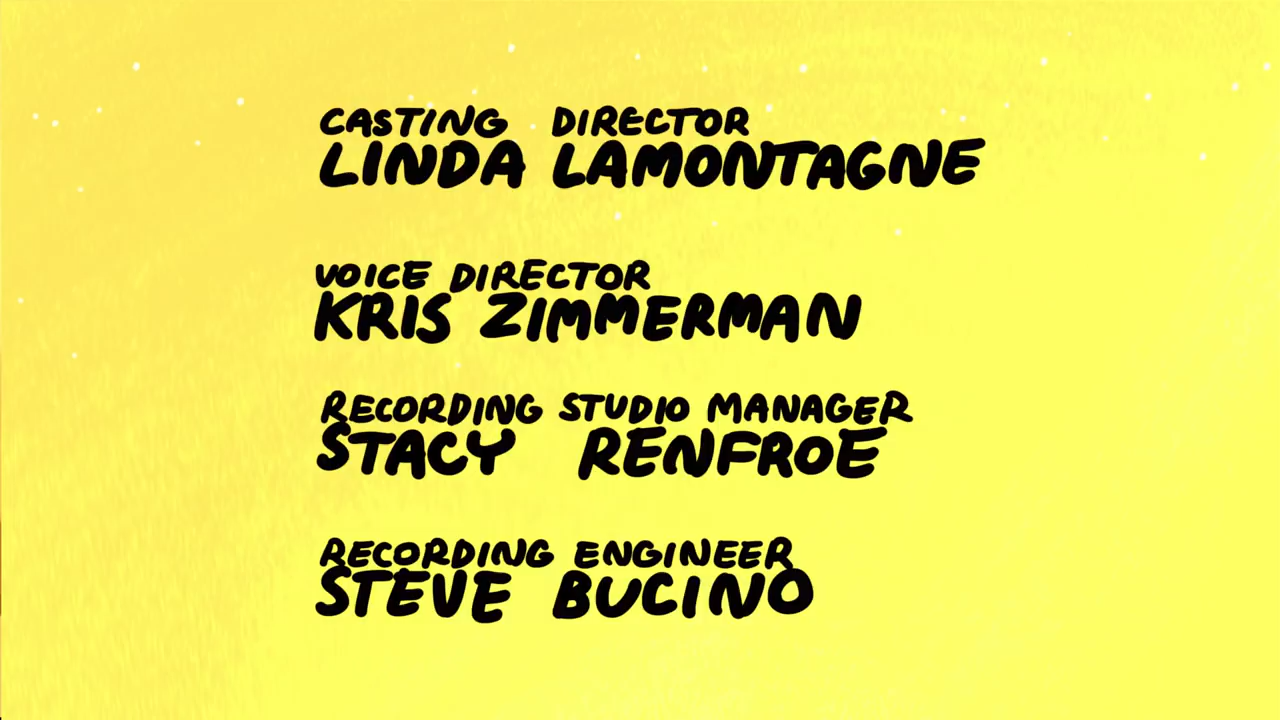 CASTING DIRECTOR
LINDA LAMONTAGNE
VOICE DIRECTOR
KRIS ZIMMERMAN
RECORDING STUDIO MANAGER
STACY RENFROE
RECORDING ENGINEER
STEVE BUCINO